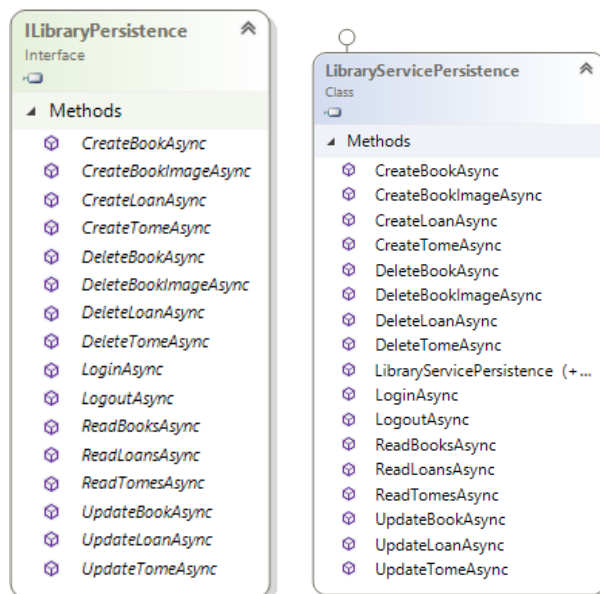 ILibraryPersistence
Interface
Methods
CreateBookAsync
CreateBookImageAsync
CreateLoanAsync
CreateTomeAsync
DeleteBookAsync
DeleteBookImageAsync
DeleteLoanAsync
DeleteTomeAsync
LoginAsync
LogoutAsync
ReadBooksAsync
ReadLoansAsync
ReadTomesAsync
UpdateBookAsync
UpdateLoanAsync
UpdateTomeAsync
LibraryServicePersistence
Class
Methods
CreateBookAsync
CreateBookImageAsync
CreateLoanAsync
CreateTomeAsync
DeleteBookAsync
DeleteBookImageAsync
DeleteLoanAsync
DeleteTomeAsync
LibraryServicePersistence (+...
LoginAsync
LogoutAsync
ReadBooksAsync
ReadLoansAsync
ReadTomesAsync
UpdateBookAsync
UpdateLoanAsync
UpdateTomeAsync